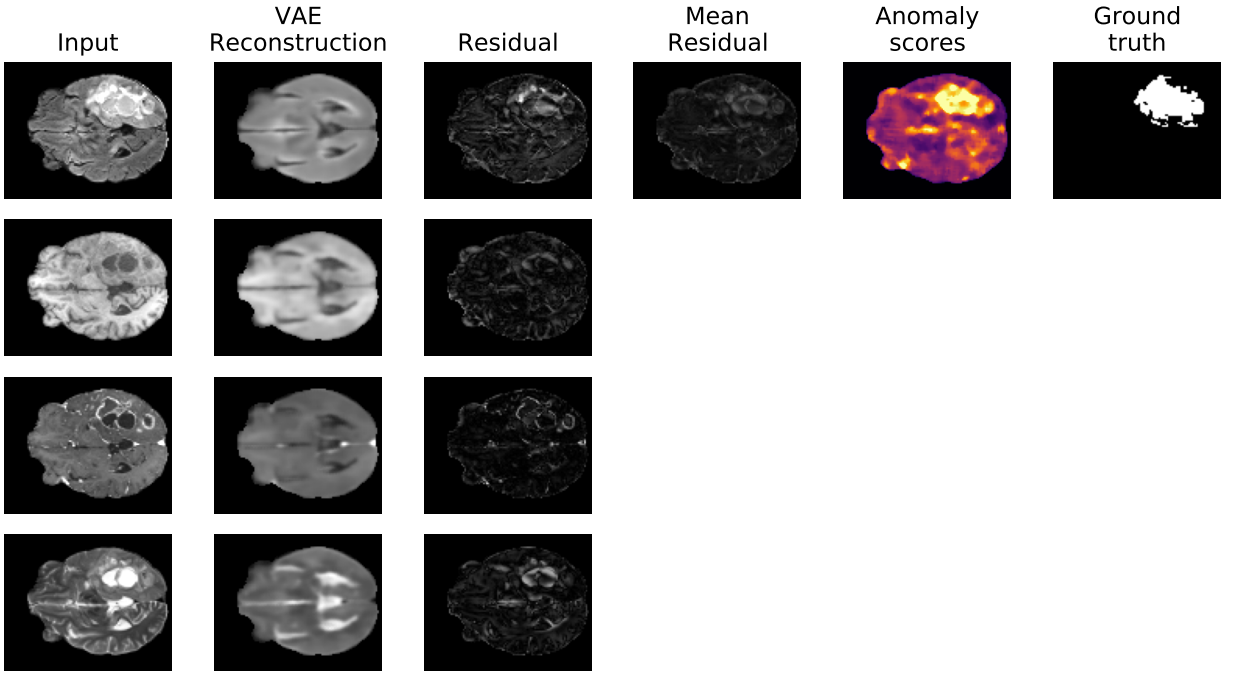 Input
VAE
Reconstruction
Residual
Mean
Residual
Anomaly
scores
Ground
truth